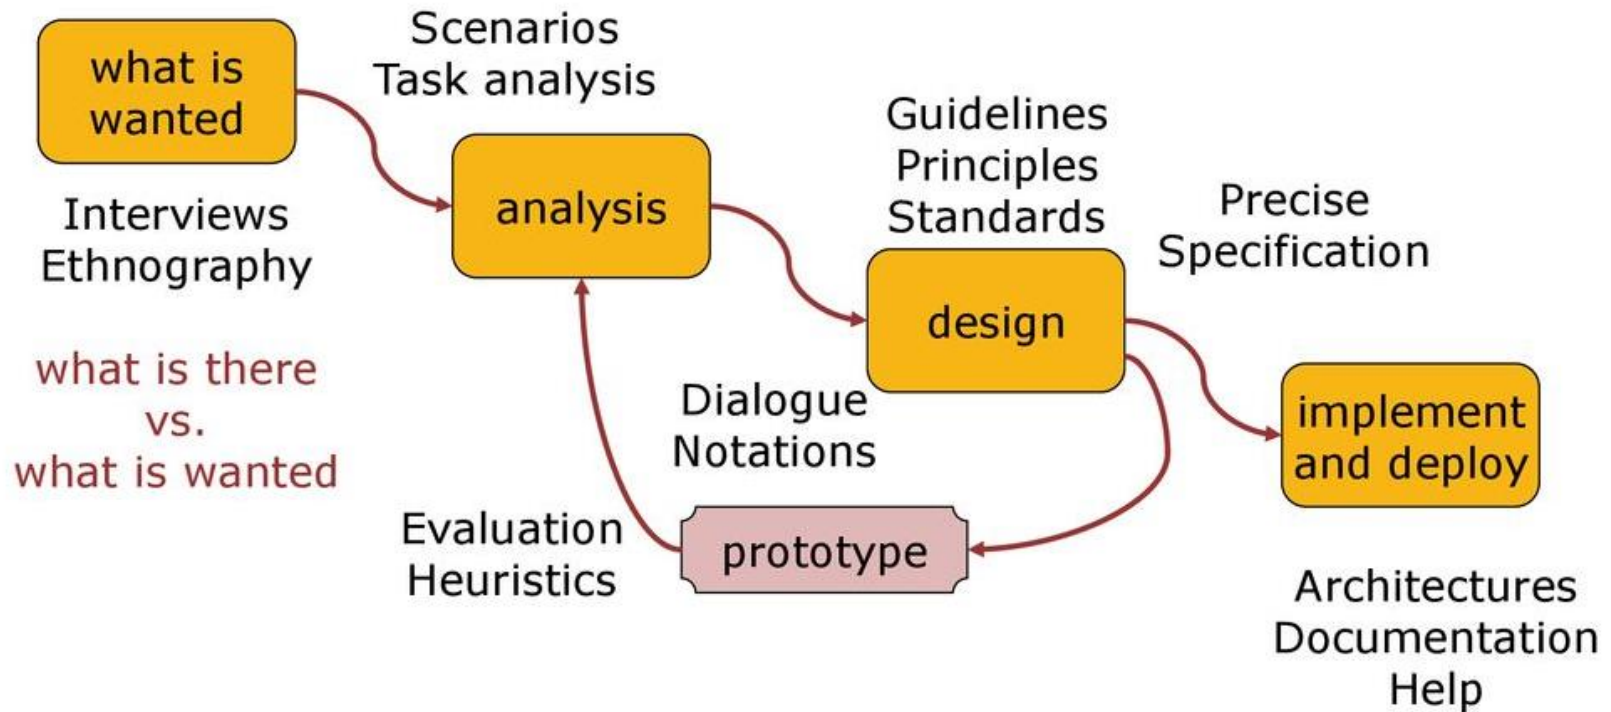 what is
wanted
Interviews
Ethnography
what is there
vs.
what is wanted
Scenarios
Task analysis
analysis
Guidelines
Principles
Standards
design
Precise
Specification
Dialogue
Notations
Evaluation
Heuristics
prototype
implement
and deploy
Architectures
Documentation
Help